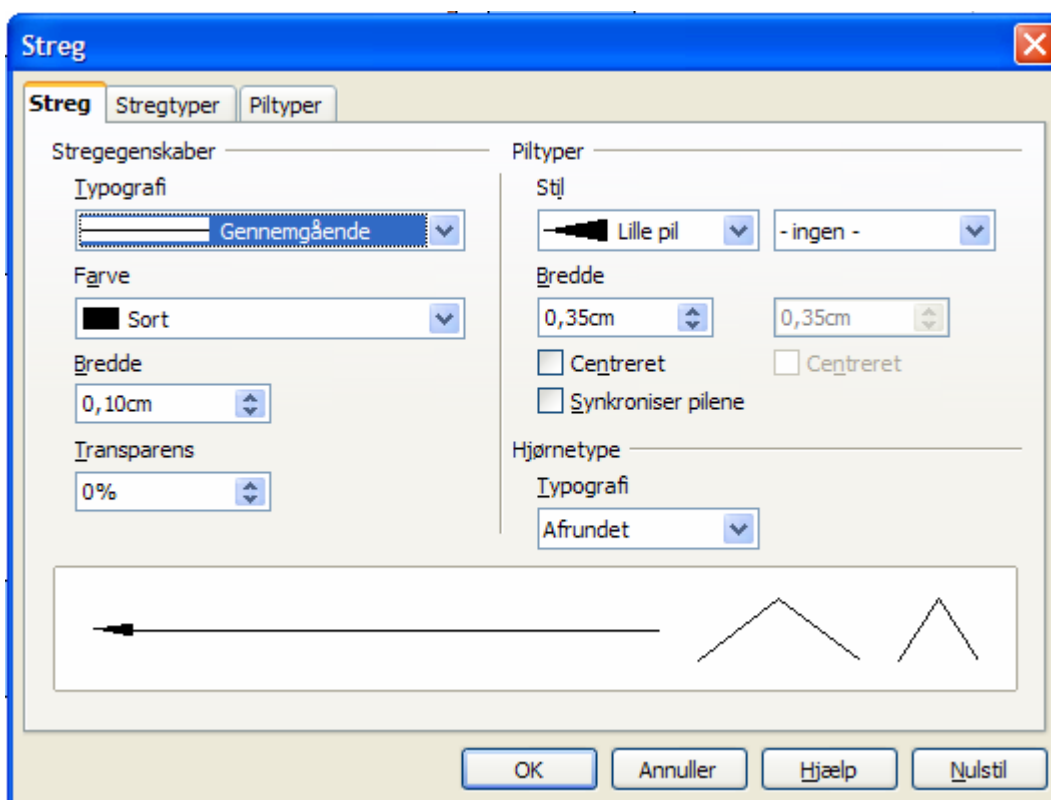 Streg
Streg Stregtyper Piltyper
Stregegenskaber
Typografi
Gennemgående
Farve
Sort
Bredde
0,10cm
Transparens
0%
Piltyper
Stil
Lille pil
- ingen -
Bredde
0,35cm
0,35cm
Centreret
Centreret
Synkroniser pilene
Hjørnetype
Typografi
Afrundet
OK Annuller Hjælp Nulstil